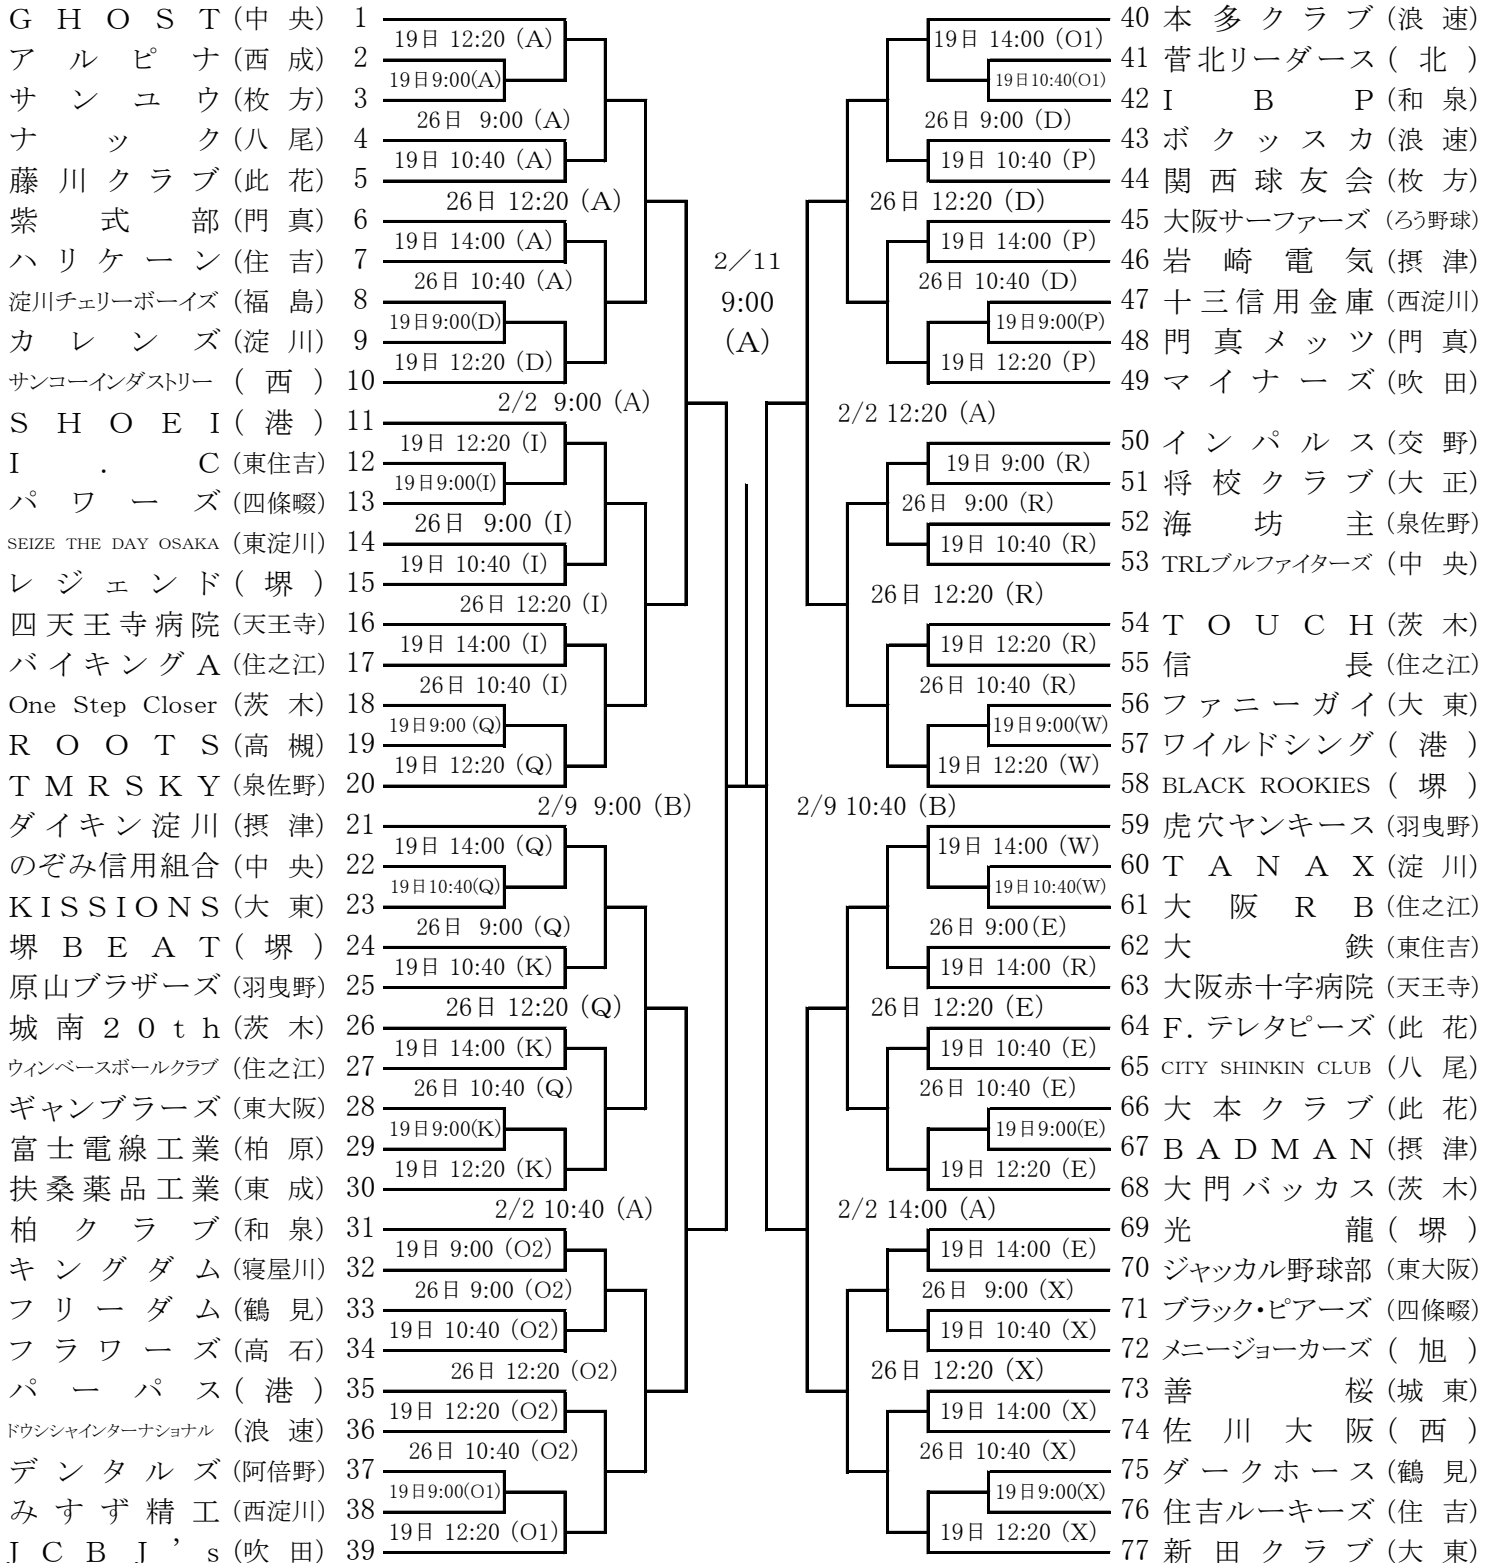 GHOST(中央) 1
19日 12:20 (A)
アルピナ(西成) 2
19日9:00(A)
サンユウ(枚方) 3
26日 9:00 (A)
ナック(八尾) 4
19日 10:40 (A)
藤川クラブ(此花) 5
26日 12:20 (A)
紫式部(門真) 6
19日 14:00 (A)
ハリケーン(住吉) 7
26日 10:40 (A)
淀川チェリーボーイズ(福島) 8
19日9:00(D)
カレンズ(淀川) 9
19日 12:20 (D)
サンコーインダストリー(西) 10
2/2 9:00 (A)
SHOEI(港) 11
19日 12:20 (I)
I.C(東住吉) 12
19日9:00(I)
パワーズ(四條畷) 13
26日 9:00 (I)
SEIZE THE DAY OSAKA(東淀川) 14
19日 10:40 (I)
レジェンド(堺) 15
26日 12:20 (I)
四天王寺病院(天王寺) 16
19日 14:00 (I)
バイキングA(住之江) 17
26日 10:40 (I)
One Step Closer(茨木) 18
19日9:00 (Q)
ROOTS(高槻) 19
19日 12:20 (Q)
TMRSKY(泉佐野) 20
2/9 9:00 (B)
ダイキン淀川(摂津) 21
19日 14:00 (Q)
のぞみ信用組合(中央) 22
19日10:40(Q)
KISSIONS(大東) 23
26日 9:00 (Q)
堺BEAT(堺) 24
19日 10:40 (K)
原山ブラザーズ(羽曳野) 25
26日 12:20 (Q)
城南20th(茨木) 26
19日 14:00 (K)
ウィンベースボールクラブ(住之江) 27
26日 10:40 (Q)
ギャンブラーズ(東大阪) 28
19日9:00(K)
富士電線工業(柏原) 29
19日 12:20 (K)
扶桑薬品工業(東成) 30
2/2 10:40 (A)
柏クラブ(和泉) 31
19日 9:00 (O2)
キングダム(寝屋川) 32
26日 9:00 (O2)
フリーダム(鶴見) 33
19日 10:40 (O2)
フラワーズ(高石) 34
26日 12:20 (O2)
パーパス(港) 35
19日 12:20 (O2)
ドウシシャインターナショナル(浪速) 36
26日 10:40 (O2)
デンタルズ(阿倍野) 37
19日9:00(O1)
みすず精工(西淀川) 38
19日 12:20 (O1)
JCBJ's(吹田) 39
2/11
9:00
(A)
40 本多クラブ(浪速)
19日 14:00 (O1)
41 菅北リーダース(北)
19日10:40(O1)
42 IBP(和泉)
26日 9:00 (D)
43 ボクッスカ(浪速)
19日 10:40 (P)
44 関西球友会(枚方)
26日 12:20 (D)
45 大阪サーファーズ(ろう野球)
19日 14:00 (P)
46 岩崎電気(摂津)
26日 10:40 (D)
47 十三信用金庫(西淀川)
19日9:00(P)
48 門真メッツ(門真)
19日 12:20 (P)
49 マイナーズ(吹田)
2/2 12:20 (A)
50 インパルス(交野)
19日 9:00 (R)
51 将校クラブ(大正)
26日 9:00 (R)
52 海坊主(泉佐野)
19日 10:40 (R)
53 TRLブルファイターズ(中央)
26日 12:20 (R)
54 TOUCH(茨木)
19日 12:20 (R)
55 信長(住之江)
26日 10:40 (R)
56 ファニーガイ(大東)
19日9:00(W)
57 ワイルドシング(港)
19日 12:20 (W)
58 BLACK ROOKIES(堺)
2/9 10:40 (B)
59 虎穴ヤンキース(羽曳野)
19日 14:00 (W)
60 TANAX(淀川)
19日10:40(W)
61 大阪RB(住之江)
26日 9:00(E)
62 大鉄(東住吉)
19日 14:00 (R)
63 大阪赤十字病院(天王寺)
26日 12:20 (E)
64 F.テレタピーズ(此花)
19日 10:40 (E)
65 CITY SHINKIN CLUB(八尾)
26日 10:40 (E)
66 大本クラブ(此花)
19日9:00(E)
67 BADMAN(摂津)
19日 12:20 (E)
68 大門バッカス(茨木)
2/2 14:00 (A)
69 光龍(堺)
19日 14:00 (E)
70 ジャッカル野球部(東大阪)
26日 9:00 (X)
71 ブラック・ピアーズ(四條畷)
19日 10:40 (X)
72 メニージョーカーズ(旭)
26日 12:20 (X)
73 善桜(城東)
19日 14:00 (X)
74 佐川大阪(西)
26日 10:40 (X)
75 ダークホース(鶴見)
19日9:00(X)
76 住吉ルーキーズ(住吉)
19日 12:20 (X)
77 新田クラブ(大東)